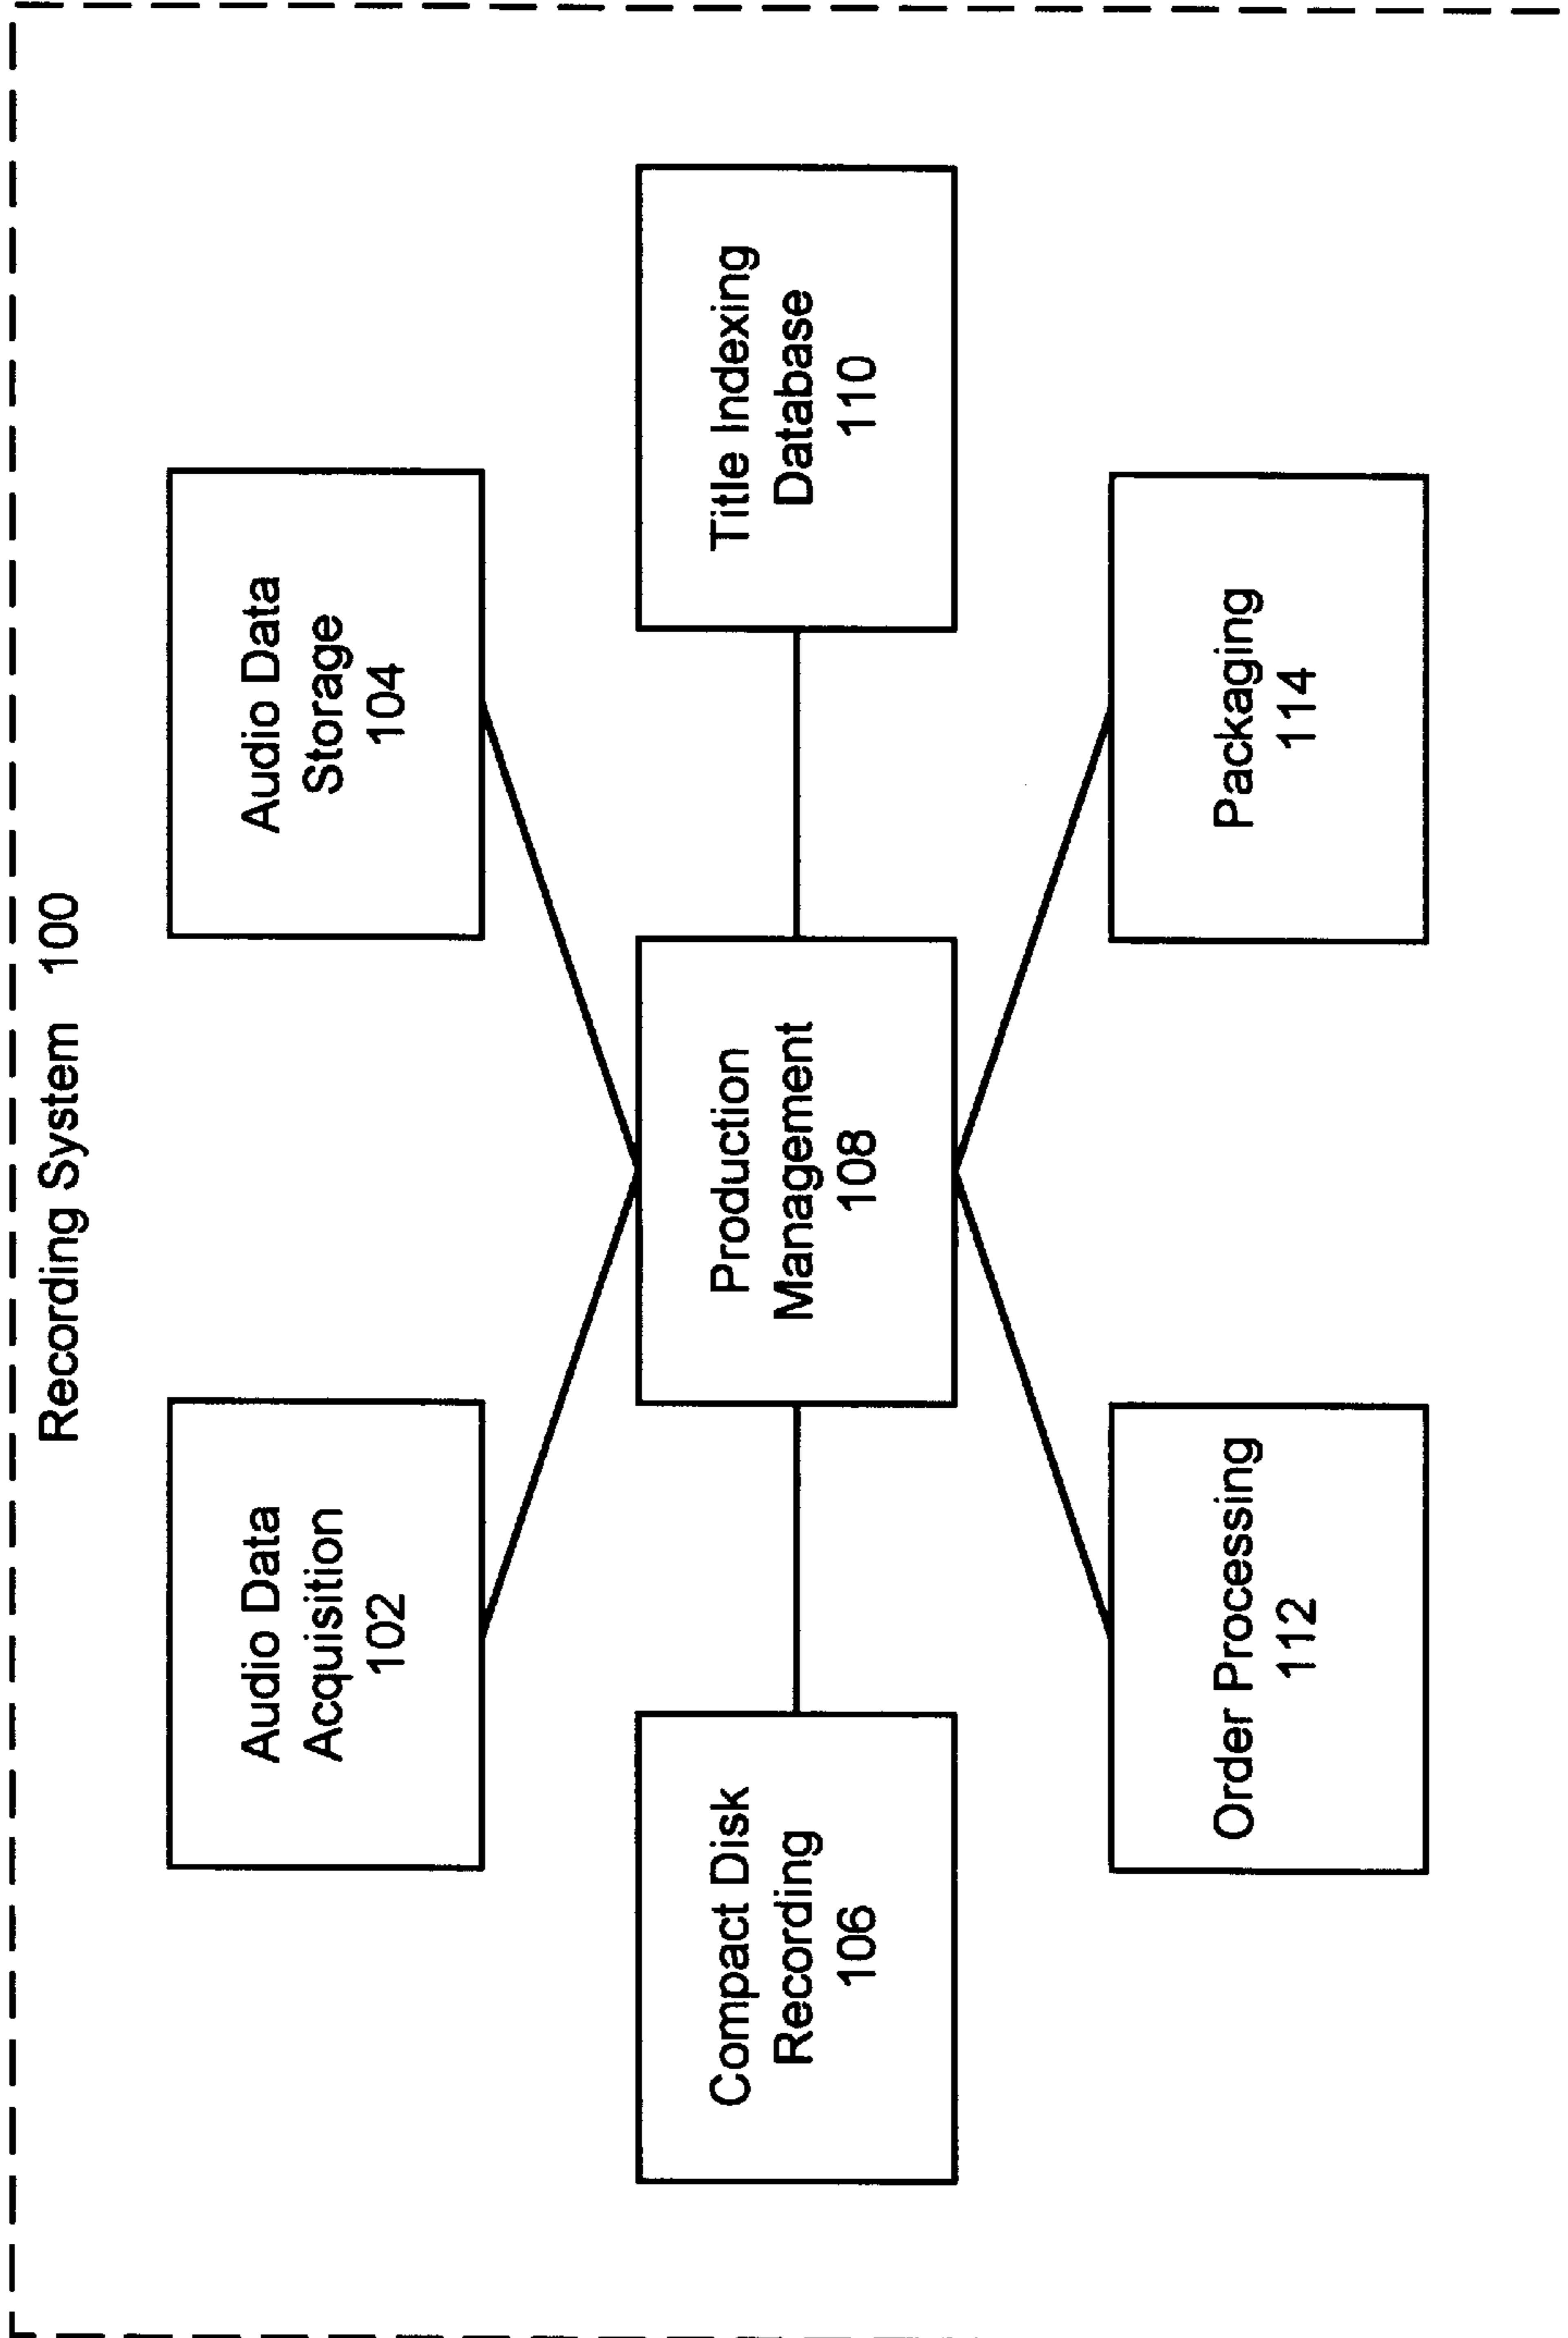 Recording System 100
Audio Data
Acquisition
102
Audio Data
Storage
104
Compact Disk
Recording
106
Production
Management
108
Title Indexing
Database
110
Order Processing
112
Packaging
114